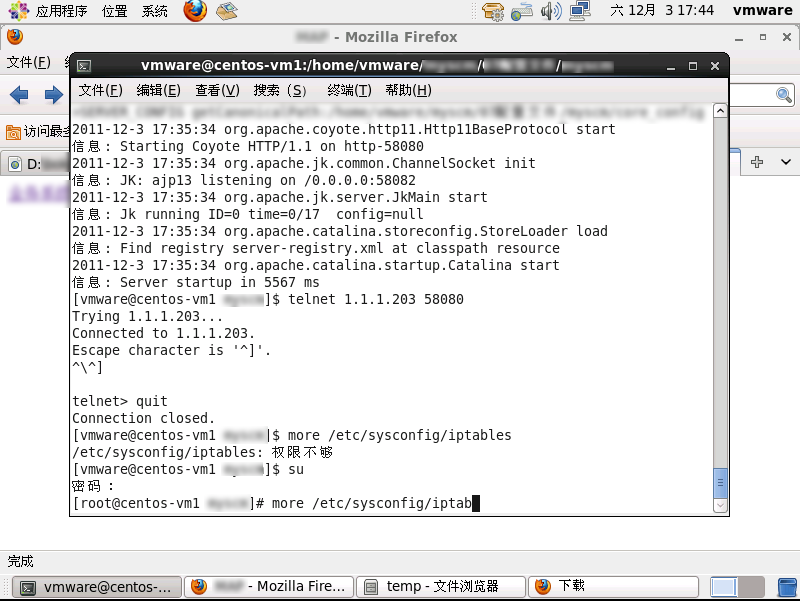 应用程序 位置 系统 六 12月 3 17:44 vmware
- Mozilla Firefox
文件(F)
vmware@centos-vm1:/home/vmware/
文件(F) 编辑(E) 查看(V) 搜索 (S) 终端(T) 帮助(H)
访问最多
D:
2011-12-3 17:35:34 org.apache.coyote.http11.Http11BaseProtocol start
信息: Starting Coyote HTTP/1.1 on http-58080
2011-12-3 17:35:34 org.apache.jk.common.ChannelSocket init
信息: JK: ajp13 listening on /0.0.0.0:58082
2011-12-3 17:35:34 org.apache.jk.server.JkMain start
信息: Jk running ID=0 time=0/17  config=null
2011-12-3 17:35:34 org.apache.catalina.storeconfig.StoreLoader load
信息: Find registry server-registry.xml at classpath resource
2011-12-3 17:35:34 org.apache.catalina.startup.Catalina start
信息: Server startup in 5567 ms
[vmware@centos-vm1 ]$ telnet 1.1.1.203 58080
Trying 1.1.1.203...
Connected to 1.1.1.203.
Escape character is '^]'.
^\^]
telnet> quit
Connection closed.
[vmware@centos-vm1 ]$ more /etc/sysconfig/iptables
/etc/sysconfig/iptables: 权限不够
[vmware@centos-vm1 ]$ su
密码：
[root@centos-vm1 ]# more /etc/sysconfig/iptab
完成
vmware@centos-... - Mozilla Fire... temp - 文件浏览器 下载